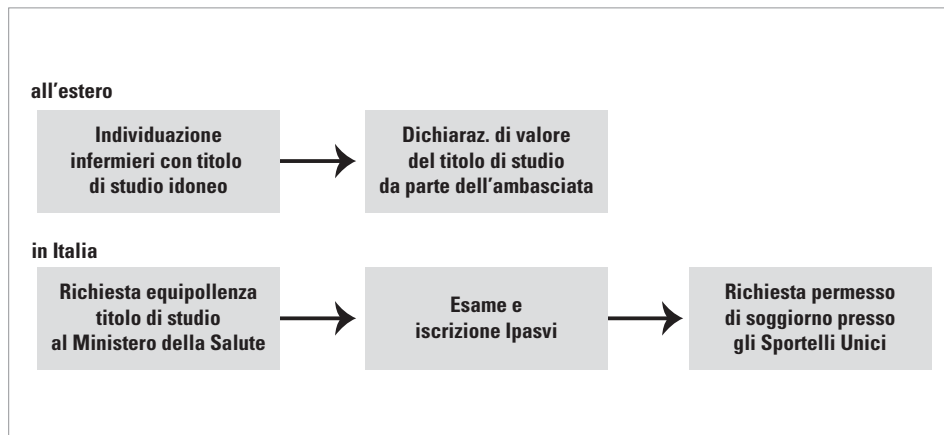 all'estero
Individuazione
infermieri con titolo
di studio idoneo
Dichiaraz. di valore
del titolo di studio
da parte dell'ambasciata
in Italia
Richiesta equipollenza
titolo di studio
al Ministero della Salute
Esame e
iscrizione Ipasvi
Richiesta permesso
di soggiorno presso
gli Sportelli Unici